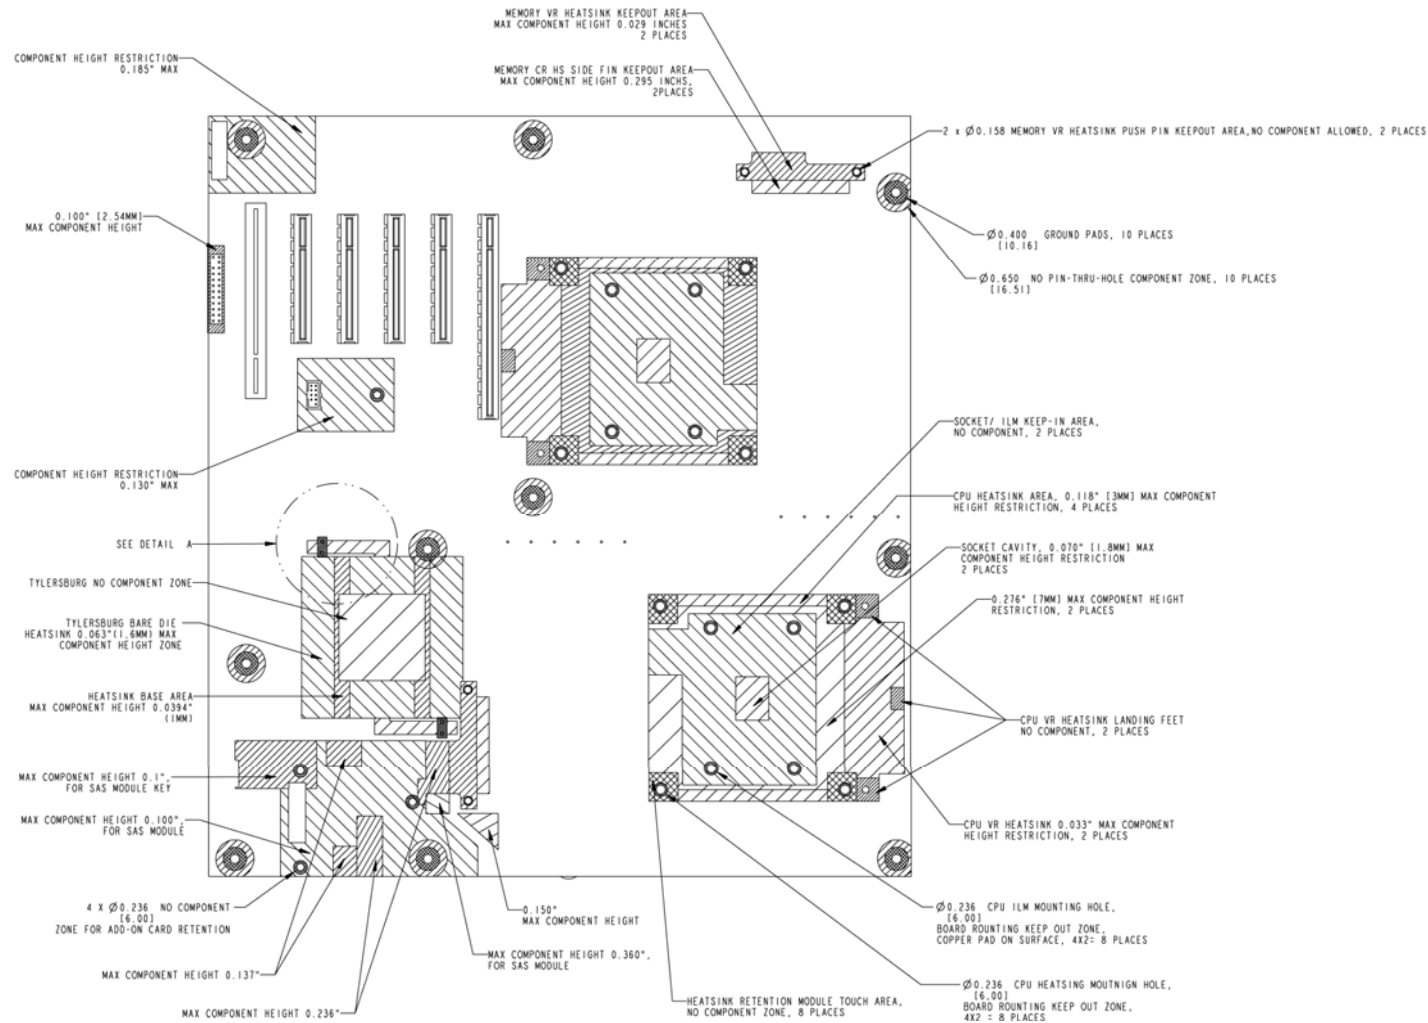 MEMORY VR HEATSINK KEEPOUT AREA
MAX COMPONENT HEIGHT 0.029 INCHES
2 PLACES
COMPONENT HEIGHT RESTRICTION
0.185" MAX
MEMORY CR HS SIDE FIN KEEPOUT AREA
MAX COMPONENT HEIGHT 0.295 INCHS,
2PLACES
2 x Ø0.158 MEMORY VR HEATSINK PUSH PIN KEEPOUT AREA,NO COMPONENT ALLOWED, 2 PLACES
0.100" [2.54MM]
MAX COMPONENT HEIGHT
Ø0.400 GROUND PADS, 10 PLACES
[10.16]
Ø0.650 NO PIN-THRU-HOLE COMPONENT ZONE, 10 PLACES
[16.51]
SOCKET/ ILM KEEP-IN AREA,
NO COMPONENT, 2 PLACES
COMPONENT HEIGHT RESTRICTION
0.130" MAX
CPU HEATSINK AREA, 0.118" [3MM] MAX COMPONENT
HEIGHT RESTRICTION, 4 PLACES
SEE DETAIL A
SOCKET CAVITY, 0.070" [1.8MM] MAX
COMPONENT HEIGHT RESTRICTION
2 PLACES
TYLERSBURG NO COMPONENT ZONE
0.276" [7MM] MAX COMPONENT HEIGHT
RESTRICTION, 2 PLACES
TYLERSBURG BARE DIE
HEATSINK 0.063"(1.6MM) MAX
COMPONENT HEIGHT ZONE
HEATSINK BASE AREA
MAX COMPONENT HEIGHT 0.0394"
(1MM)
CPU VR HEATSINK LANDING FEET
NO COMPONENT, 2 PLACES
MAX COMPONENT HEIGHT 0.1",
FOR SAS MODULE KEY
MAX COMPONENT HEIGHT 0.100",
FOR SAS MODULE
CPU VR HEATSINK 0.033" MAX COMPONENT
HEIGHT RESTRICTION, 2 PLACES
4 X Ø0.236 NO COMPONENT
[6.00]
ZONE FOR ADD-ON CARD RETENTION
0.150"
MAX COMPONENT HEIGHT
Ø0.236 CPU ILM MOUNTING HOLE,
[6.00]
BOARD ROUNTING KEEP OUT ZONE,
COPPER PAD ON SURFACE, 4X2= 8 PLACES
MAX COMPONENT HEIGHT 0.360",
FOR SAS MODULE
MAX COMPONENT HEIGHT 0.137"
Ø0.236 CPU HEATSING MOUTNIGN HOLE,
[6.00]
BOARD ROUNTING KEEP OUT ZONE,
4X2 = 8 PLACES
HEATSINK RETENTION MODULE TOUCH AREA,
NO COMPONENT ZONE, 8 PLACES
MAX COMPONENT HEIGHT 0.236"